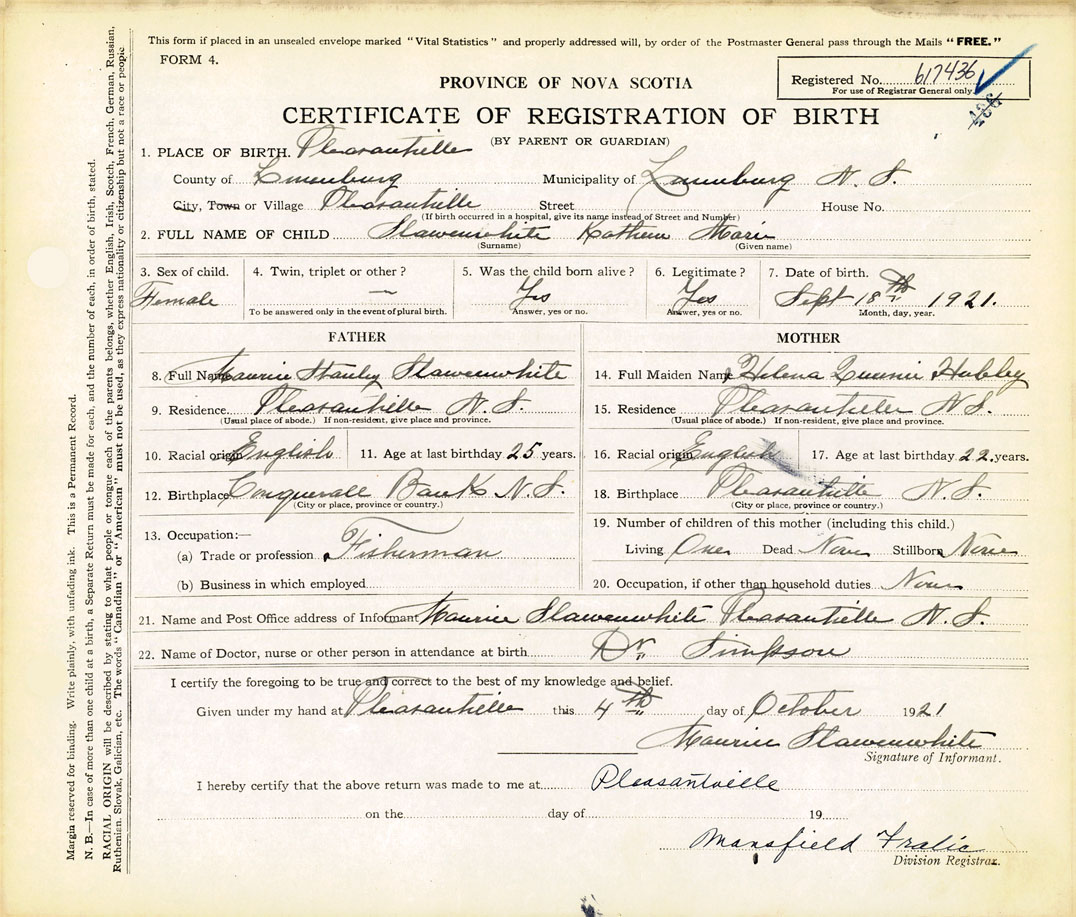 This form if placed in an unsealed envelope marked "Vital Statistics" and properly addressed will, by order of the Postmaster General pass through the Mails "FREE."
FORM 4.
Registered No. 617436
For use of Registrar General only
PROVINCE OF NOVA SCOTIA
CERTIFICATE OF REGISTRATION OF BIRTH
(BY PARENT OR GUARDIAN)
1. PLACE OF BIRTH. Pleasantville
County of Lunenburg Municipality of Lunenburg N. S.
City, Town or Village Pleasantville Street House No.
(If birth occurred in a hospital, give its name instead of Street and Number)
2. FULL NAME OF CHILD Slawenwhite Kathern Marie
(Surname) (Given name)
3. Sex of child. 4. Twin, triplet or other? 5. Was the child born alive? 6. Legitimate? 7. Date of birth.
Female — Yes Yes Sept 18th 1921.
To be answered only in the event of plural birth. Answer, yes or no. Answer, yes or no. Month, day, year.
FATHER MOTHER
8. Full Name Maurice Stanley Slawenwhite 14. Full Maiden Name Helena Hubley
9. Residence Pleasantville N. S. 15. Residence Pleasantville N. S.
(Usual place of abode.) If non-resident, give place and province. (Usual place of abode.) If non-resident, give place and province.
10. Racial origin English 11. Age at last birthday 25 years. 16. Racial origin English 17. Age at last birthday 22 years.
12. Birthplace Conquerall Banks N. S. 18. Birthplace Pleasantville N. S.
(City or place, province or country.) (City or place, province or country.)
13. Occupation:— 19. Number of children of this mother (including this child.)
(a) Trade or profession Fisherman Living One Dead None Stillborn None
(b) Business in which employed 20. Occupation, if other than household duties None
21. Name and Post Office address of Informant Maurice Slawenwhite Pleasantville N. S.
22. Name of Doctor, nurse or other person in attendance at birth Dr Simpson
I certify the foregoing to be true and correct to the best of my knowledge and belief.
Given under my hand at Pleasantville this 4th day of October 1921
Maurice Slawenwhite
Signature of Informant.
I hereby certify that the above return was made to me at Pleasantville
on the day of 19
Mansfield Fralic
Division Registrar.
Margin reserved for binding. Write plainly, with unfading ink. This is a Permanent Record.
N. B.—In case of more than one child at a birth, a Separate Return must be made for each, and the number of each, in order of birth, stated.
RACIAL ORIGIN will be described by stating to what people or tongue each of the parents belongs, whether English, Irish, Scotch, French, German, Russian,
Ruthenian, Slovak, Galician, etc. The words "Canadian" or "American" must not be used, as they express nationality or citizenship but not a race or people